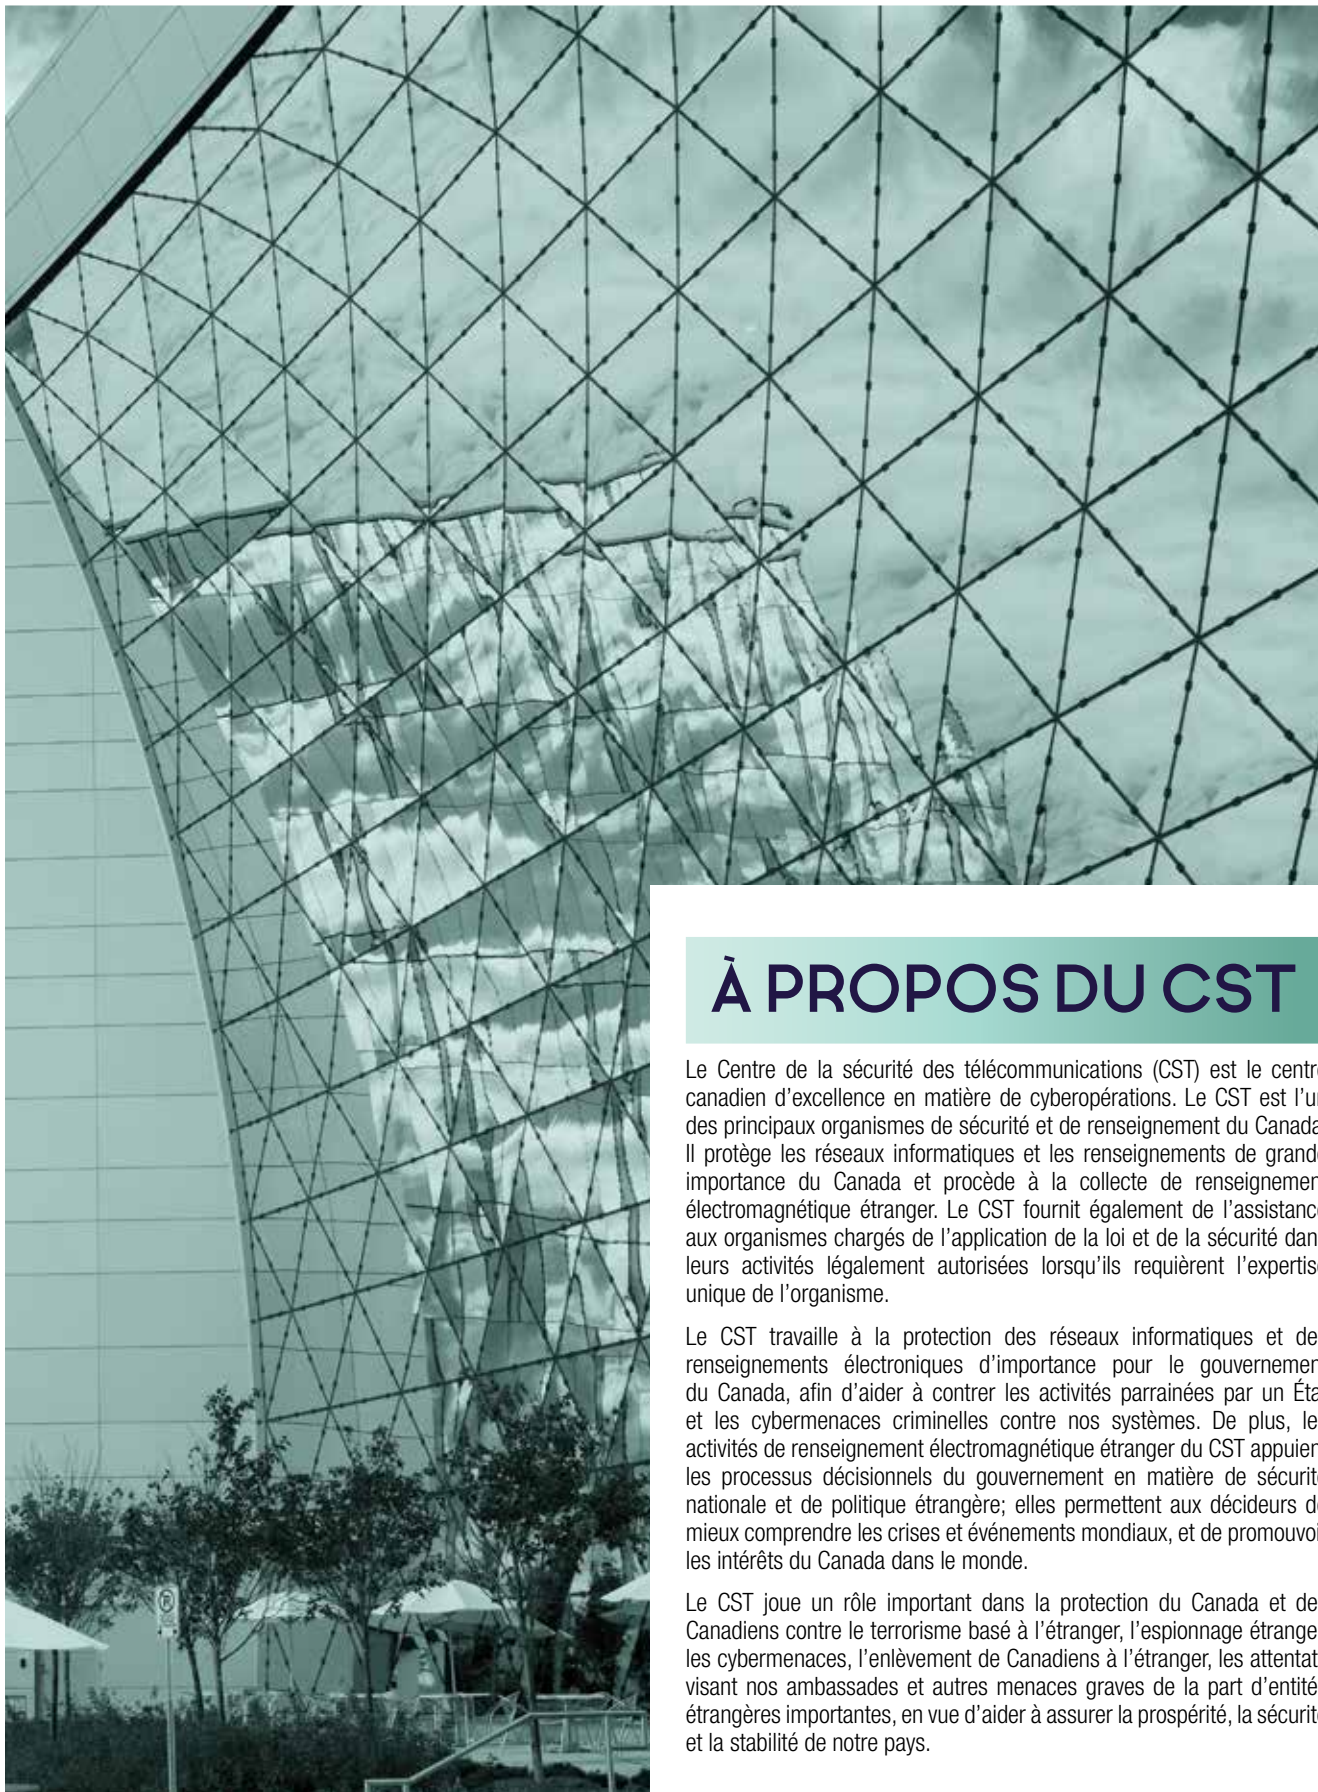 À PROPOS DU CST
Le Centre de la sécurité des télécommunications (CST) est le centre
canadien d’excellence en matière de cyberopérations. Le CST est l’un
des principaux organismes de sécurité et de renseignement du Canada
Il protège les réseaux informatiques et les renseignements de grande
importance du Canada et procède à la collecte de renseignemen
électromagnétique étranger. Le CST fournit également de l’assistance
aux organismes chargés de l’application de la loi et de la sécurité dan
leurs activités légalement autorisées lorsqu’ils requièrent l’expertise
unique de l’organisme.
Le CST travaille à la protection des réseaux informatiques et de
renseignements électroniques d’importance pour le gouvernemen
du Canada, afin d’aider à contrer les activités parrainées par un Éta
et les cybermenaces criminelles contre nos systèmes. De plus, le
activités de renseignement électromagnétique étranger du CST appuien
les processus décisionnels du gouvernement en matière de sécurité
nationale et de politique étrangère; elles permettent aux décideurs de
mieux comprendre les crises et événements mondiaux, et de promouvoi
les intérêts du Canada dans le monde.
Le CST joue un rôle important dans la protection du Canada et de
Canadiens contre le terrorisme basé à l’étranger, l’espionnage étrange
les cybermenaces, l’enlèvement de Canadiens à l’étranger, les attentat
visant nos ambassades et autres menaces graves de la part d’entité
étrangères importantes, en vue d’aider à assurer la prospérité, la sécurité
et la stabilité de notre pays.